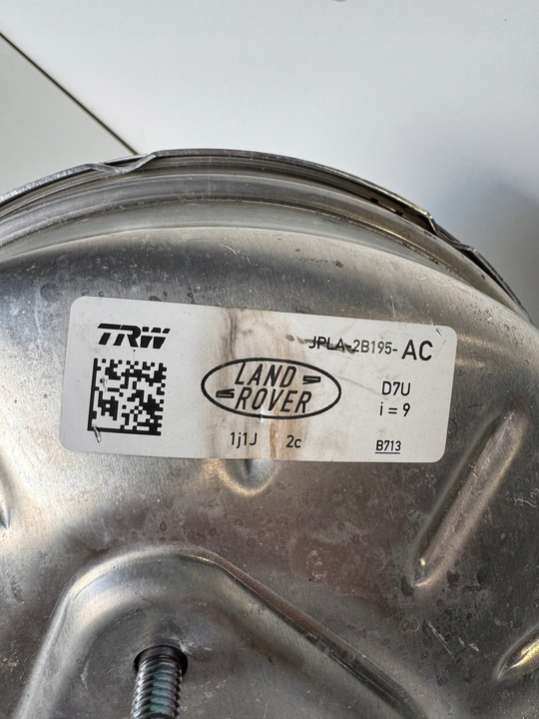 TRW
JPLA-2B195-AC
LAND
ROVER
D7U
i = 9
1j1J 2c
B713